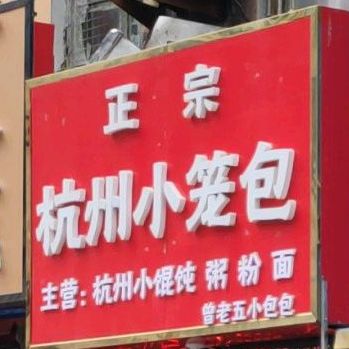 正宗
杭州小笼包
主营:杭州小馄饨 粥 粉 面
曾老五小包包